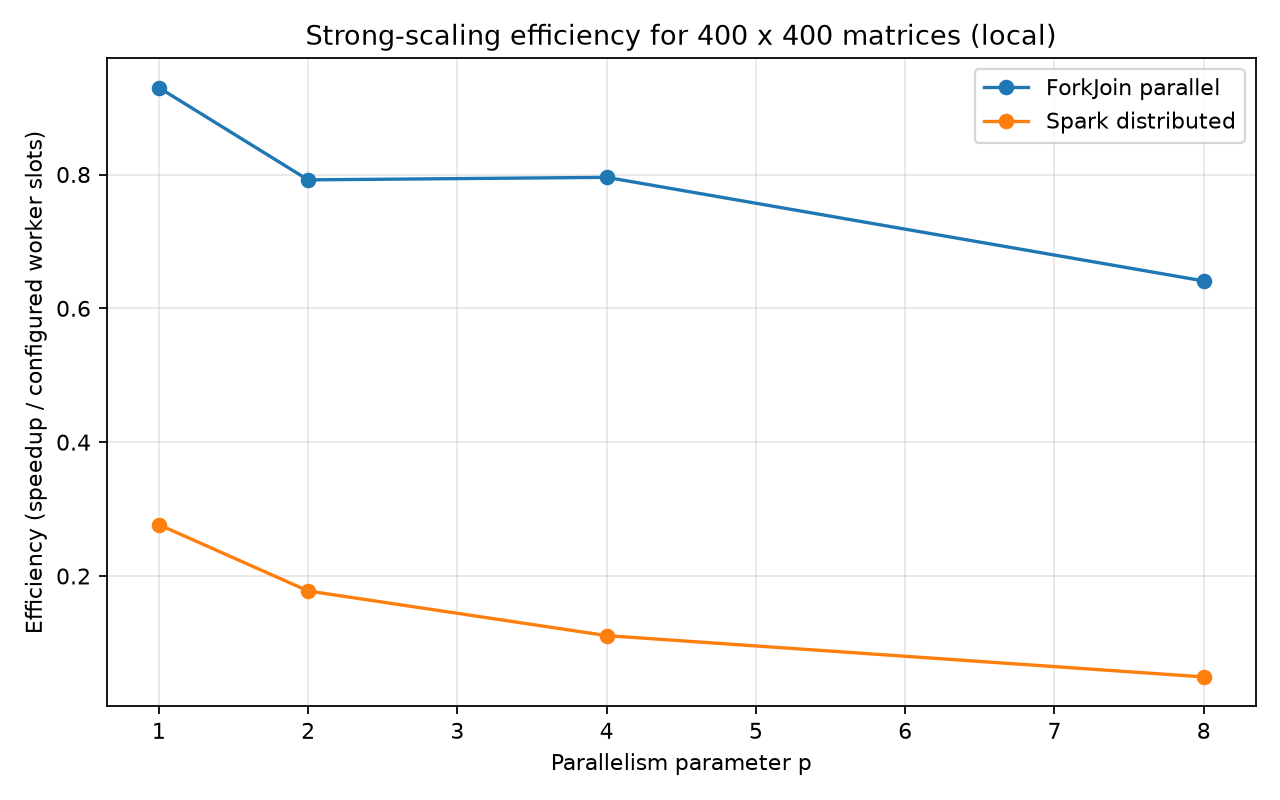 Strong-scaling efficiency for 400 x 400 matrices (local)
ForkJoin parallel
Spark distributed
Efficiency (speedup / configured worker slots)
0.8
0.6
0.4
0.2
1 2 3 4 5 6 7 8
Parallelism parameter p